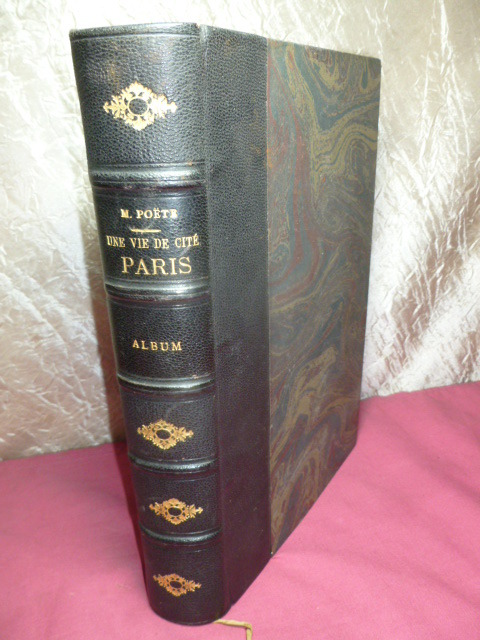 M. POËTE
UNE VIE DE CITÉ
PARIS
ALBUM